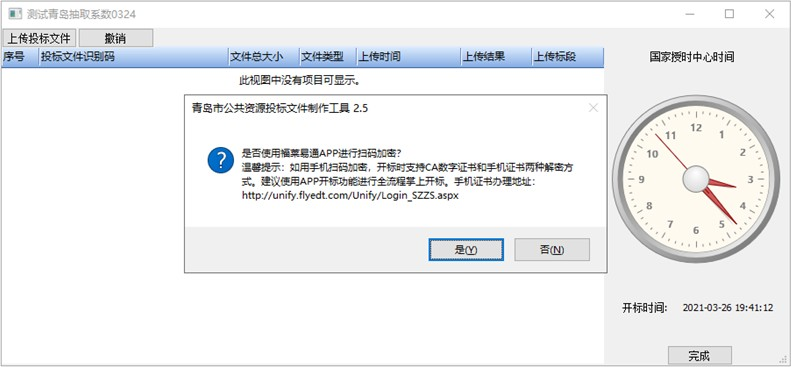 测试青岛抽取系数0324
上传投标文件 撤销
序号 投标文件识别码 文件总大小 文件类型 上传时间 上传结果 上传标段
国家授时中心时间
此视图中没有项目可显示。
青岛市公共资源投标文件制作工具 2.5
是否使用福莱易通APP进行扫码加密?
温馨提示：如用手机扫码加密，开标时支持CA数字证书和手机证书两种解密方
式。建议使用APP开标功能进行全流程掌上开标。手机证书办理地址：
http://unify.flyedt.com/Unify/Login_SZZS.aspx
是(Y) 否(N)
12
11 1
10 2
9 3
8 4
7 5
6
开标时间: 2021-03-26 19:41:12
完成